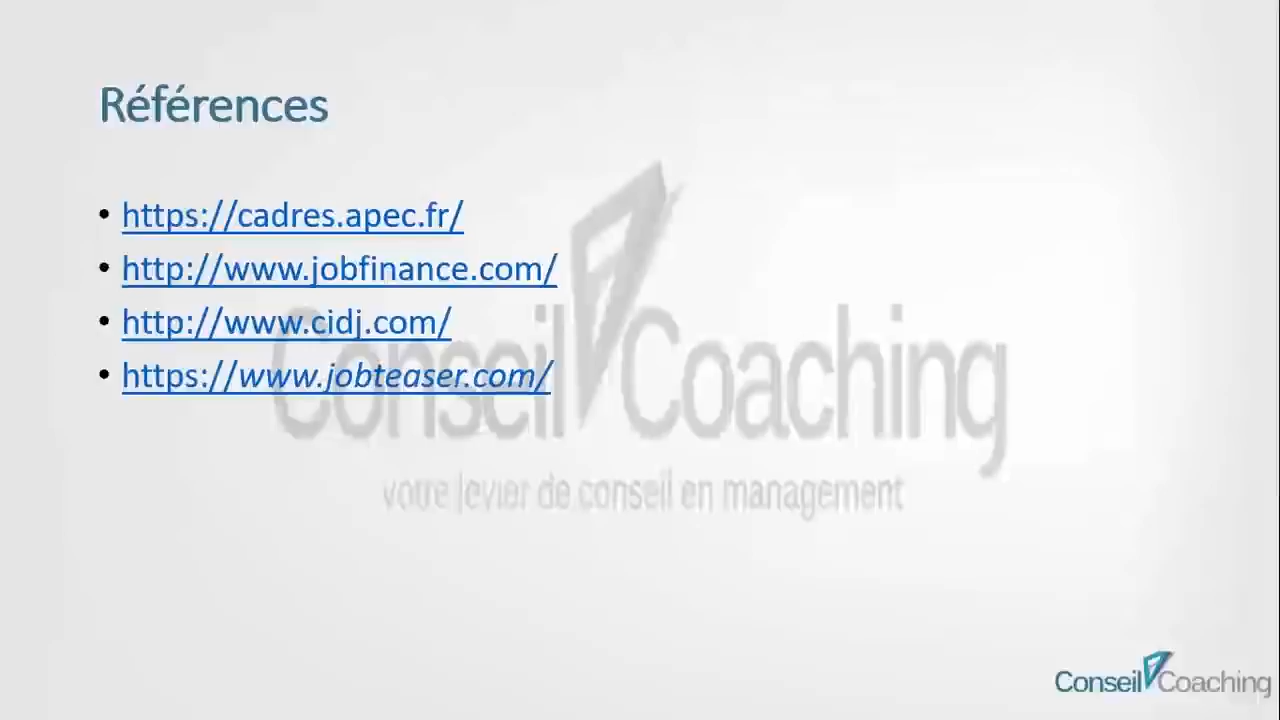 Références
• https://cadres.apec.fr/
• http://www.jobfinance.com/
• http://www.cidj.com/
• https://www.jobteaser.com/
Conseil Coaching
votre levier de conseil en management
Conseil Coaching